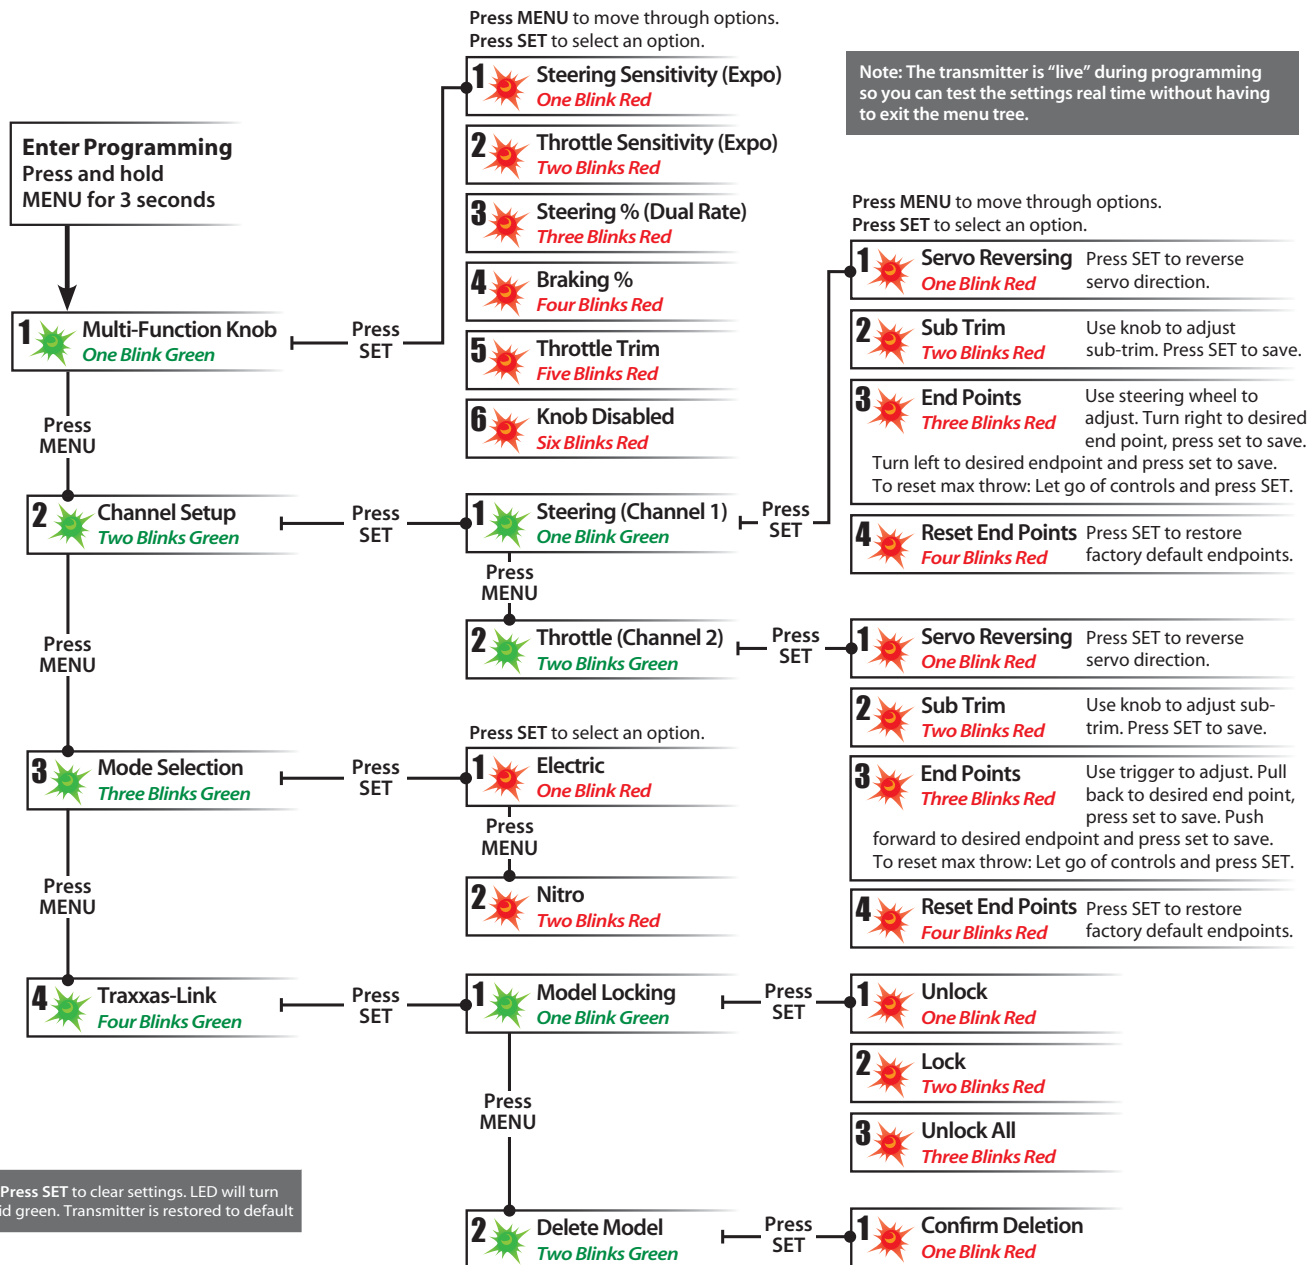 Press MENU to move through options.
Press SET to select an option.
1 Steering Sensitivity (Expo)
One Blink Red
2 Throttle Sensitivity (Expo)
Two Blinks Red
3 Steering % (Dual Rate)
Three Blinks Red
4 Braking %
Four Blinks Red
5 Throttle Trim
Five Blinks Red
6 Knob Disabled
Six Blinks Red
Note: The transmitter is “live” during programming
so you can test the settings real time without having
to exit the menu tree.
Enter Programming
Press and hold
MENU for 3 seconds
1 Multi-Function Knob
One Blink Green
Press
SET
Press
MENU
2 Channel Setup
Two Blinks Green
Press
SET
1 Steering (Channel 1)
One Blink Green
Press
SET
Press
MENU
2 Throttle (Channel 2)
Two Blinks Green
Press
SET
Press MENU to move through options.
Press SET to select an option.
1 Servo Reversing
One Blink Red
Press SET to reverse
servo direction.
2 Sub Trim
Two Blinks Red
Use knob to adjust
sub-trim. Press SET to save.
3 End Points
Three Blinks Red
Use steering wheel to
adjust. Turn right to desired
end point, press set to save.
Turn left to desired endpoint and press set to save.
To reset max throw: Let go of controls and press SET.
4 Reset End Points
Four Blinks Red
Press SET to restore
factory default endpoints.
1 Servo Reversing
One Blink Red
Press SET to reverse
servo direction.
2 Sub Trim
Two Blinks Red
Use knob to adjust sub-
trim. Press SET to save.
3 End Points
Three Blinks Red
Use trigger to adjust. Pull
back to desired end point,
press set to save. Push
forward to desired endpoint and press set to save.
To reset max throw: Let go of controls and press SET.
4 Reset End Points
Four Blinks Red
Press SET to restore
factory default endpoints.
Press
MENU
3 Mode Selection
Three Blinks Green
Press
SET
Press SET to select an option.
1 Electric
One Blink Red
Press
MENU
2 Nitro
Two Blinks Red
Press
MENU
4 Traxxas-Link
Four Blinks Green
Press
SET
1 Model Locking
One Blink Green
Press
SET
1 Unlock
One Blink Red
2 Lock
Two Blinks Red
3 Unlock All
Three Blinks Red
Press
MENU
2 Delete Model
Two Blinks Green
Press
SET
1 Confirm Deletion
One Blink Red
Press SET to clear settings. LED will turn
id green. Transmitter is restored to default